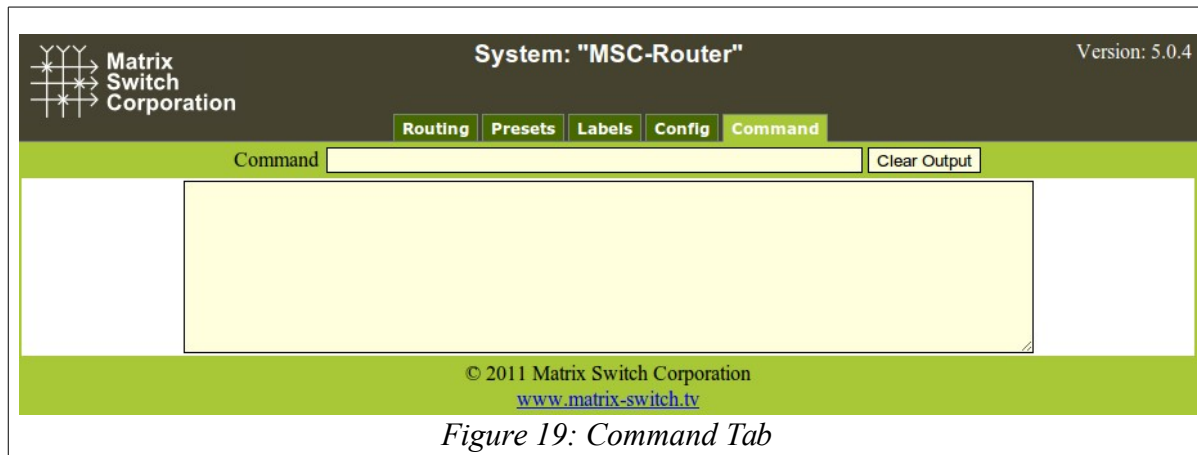 Matrix
Switch
Corporation
System: "MSC-Router"
Version: 5.0.4
Routing Presets Labels Config Command
Command Clear Output
© 2011 Matrix Switch Corporation
www.matrix-switch.tv
Figure 19: Command Tab